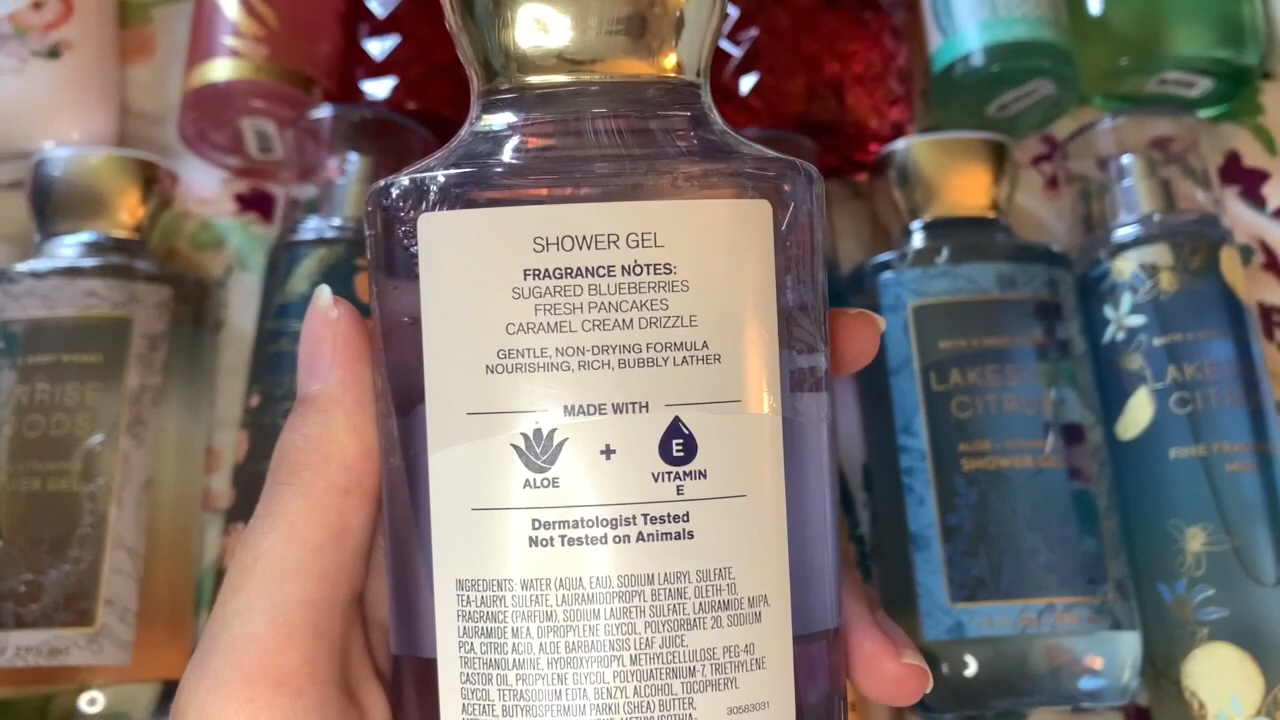 SHOWER GEL
FRAGRANCE NOTES:
SUGARED BLUEBERRIES
FRESH PANCAKES
CARAMEL CREAM DRIZZLE
GENTLE, NON-DRYING FORMULA
NOURISHING, RICH, BUBBLY LATHER
MADE WITH
ALOE
+
E
VITAMIN
E
Dermatologist Tested
Not Tested on Animals
INGREDIENTS: WATER (AQUA, EAU), SODIUM LAURYL SULFATE,
TEA-LAURYL SULFATE, LAURAMIDOPROPYL BETAINE, OLETH-10,
FRAGRANCE (PARFUM), SODIUM LAURETH SULFATE, LAURAMIDE MIPA,
LAURAMIDE MEA, DIPROPYLENE GLYCOL, POLYSORBATE 20, SODIUM
PCA, CITRIC ACID, ALOE BARBADENSIS LEAF JUICE,
TRIETHANOLAMINE, HYDROXYPROPYL METHYLCELLULOSE, PEG-40
CASTOR OIL, PROPYLENE GLYCOL, POLYQUATERNIUM-7, TRIETHYLENE
GLYCOL, TETRASODIUM EDTA, BENZYL ALCOHOL, TOCOPHERYL
ACETATE, BUTYROSPERMUM PARKII (SHEA) BUTTER,
30583031
LAKES
CITRUS
SHOWER GEL
CITRUS
FINE